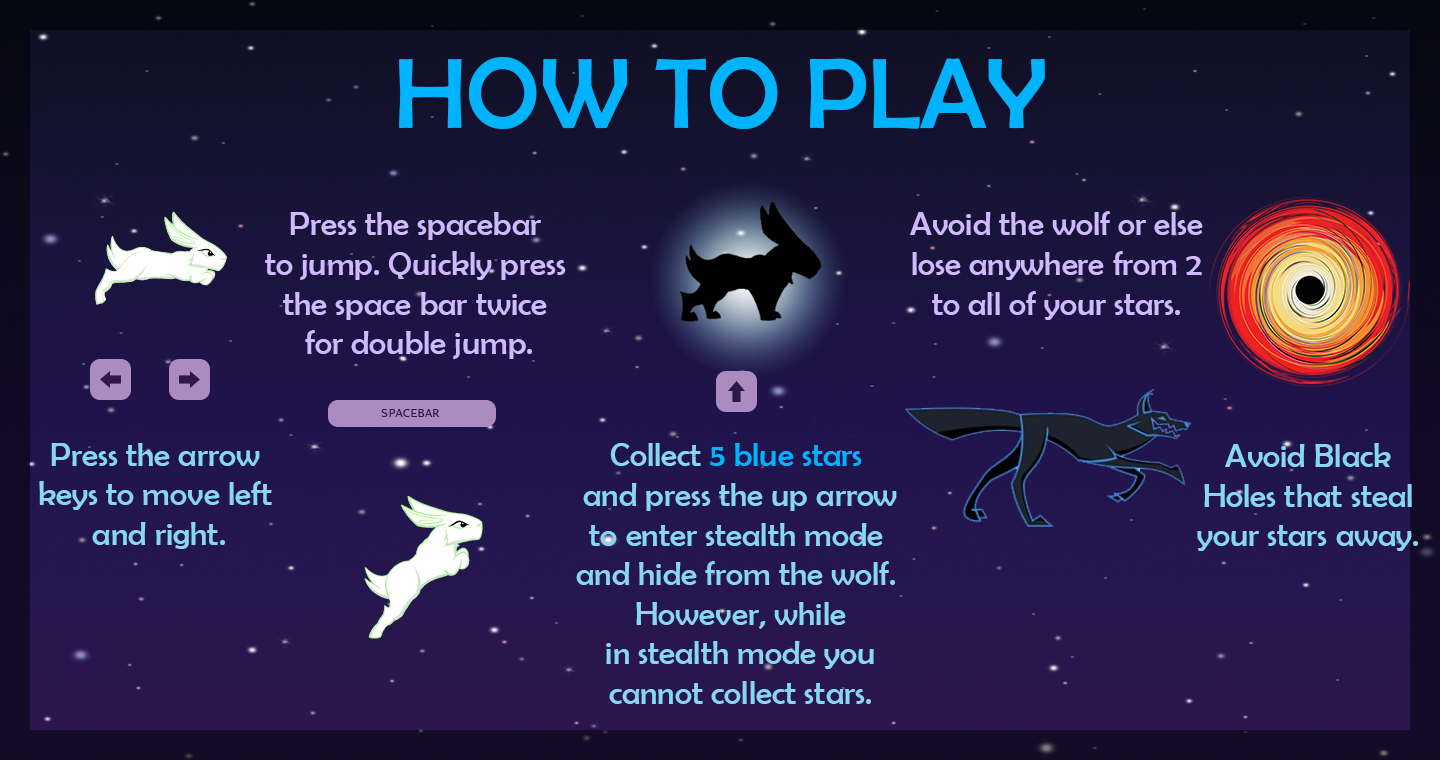 HOW TO PLAY
Press the arrow
keys to move left
and right.
Press the spacebar
to jump. Quickly press
the space bar twice
for double jump.
SPACEBAR
Collect 5 blue stars
and press the up arrow
to enter stealth mode
and hide from the wolf.
However, while
in stealth mode you
cannot collect stars.
Avoid the wolf or else
lose anywhere from 2
to all of your stars.
Avoid Black
Holes that steal
your stars away.